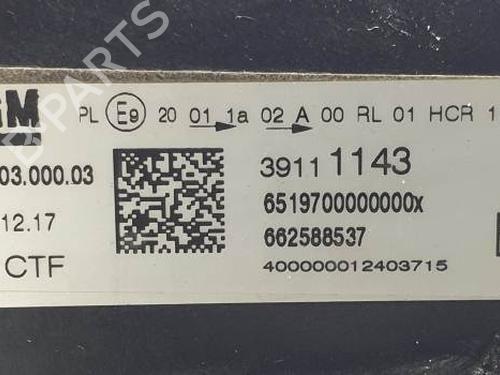 B PARTS
PL E9 20 01 1a 02 A 00 RL 01 HCR 1
03.000.03
39111143
12.17
6519700000000x
662588537
CTF
400000012403715